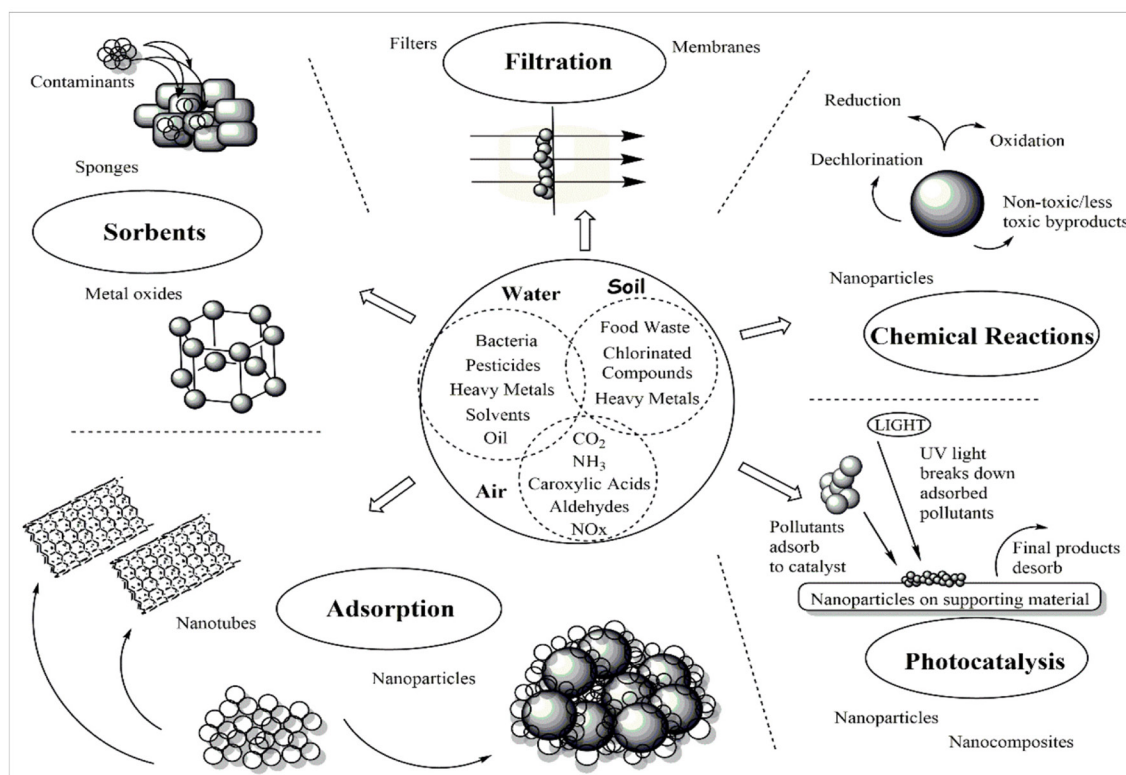 Filters
Filtration
Membranes
Contaminants
Sponges
Sorbents
Metal oxides
Reduction
Oxidation
Dechlorination
Non-toxic/less
toxic byproducts
Nanoparticles
Chemical Reactions
Water
Bacteria
Pesticides
Heavy Metals
Solvents
Oil
Soil
Food Waste
Chlorinated
Compounds
Heavy Metals
Air
CO₂
NH₃
Caroxylic Acids
Aldehydes
NOx
LIGHT
UV light
breaks down
adsorbed
pollutants
Pollutants
adsorb
to catalyst
Final products
desorb
Nanoparticles on supporting material
Photocatalysis
Nanoparticles
Nanocomposites
Adsorption
Nanotubes
Nanoparticles